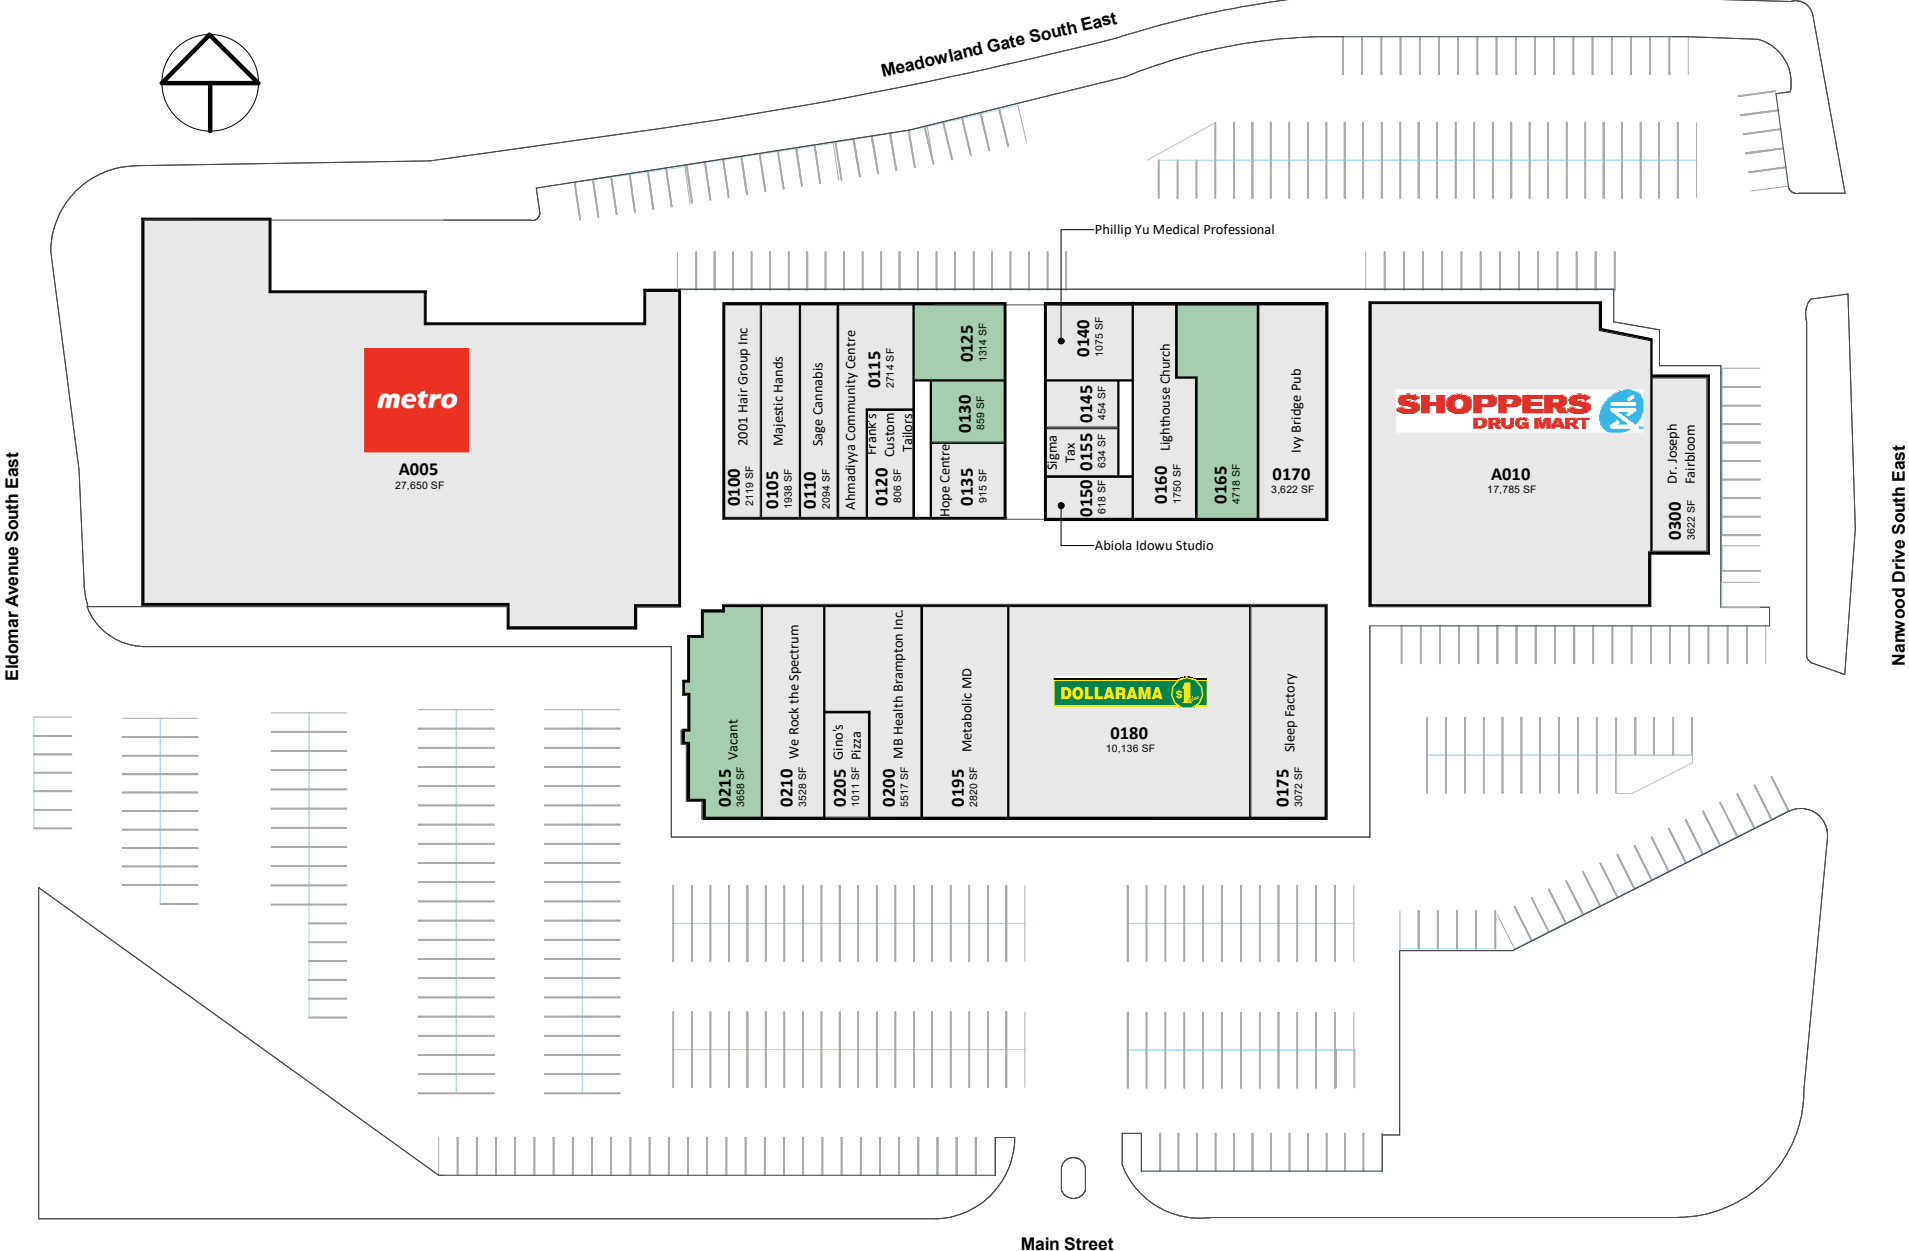 Meadowland Gate South East
Eldomar Avenue South East
Nanwood Drive South East
Main Street
Phillip Yu Medical Professional
Abiola Idowu Studio
metro
A005
27,650 SF
0100
2119 SF
2001 Hair Group Inc
0105
1938 SF
Majestic Hands
0110
2094 SF
Sage Cannabis
Ahmadiyya Community Centre
0115
2714 SF
0120
806 SF
Frank's
Custom
Tailors
0125
1314 SF
0130
859 SF
Hope Centre
0135
915 SF
0140
1075 SF
0145
454 SF
Sigma
Tax
0155
634 SF
0150
618 SF
0160
1750 SF
Lighthouse Church
0165
4718 SF
Ivy Bridge Pub
0170
3,622 SF
SHOPPERS
DRUG MART
A010
17,785 SF
0300
3622 SF
Dr. Joseph
Fairbloom
0215
3658 SF
Vacant
0210
3528 SF
We Rock the Spectrum
0205
1011 SF
Gino's
Pizza
0200
5517 SF
MB Health Brampton Inc.
0195
2820 SF
Metabolic MD
DOLLARAMA $1
0180
10,136 SF
0175
3072 SF
Sleep Factory